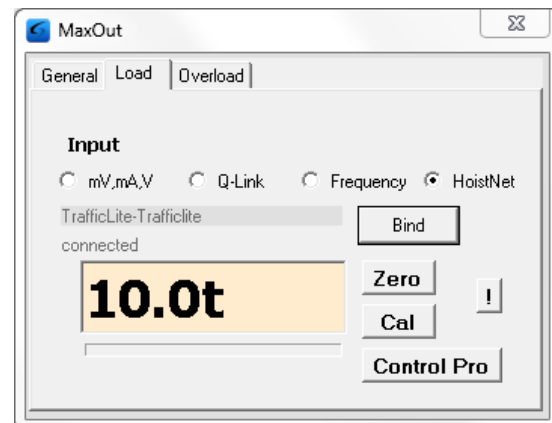 MaxOut
General Load Overload
Input
mV,mA,V Q-Link Frequency HoistNet
TrafficLite-Trafficlite
Bind
connected
10.0t
Zero
!
Cal
Control Pro